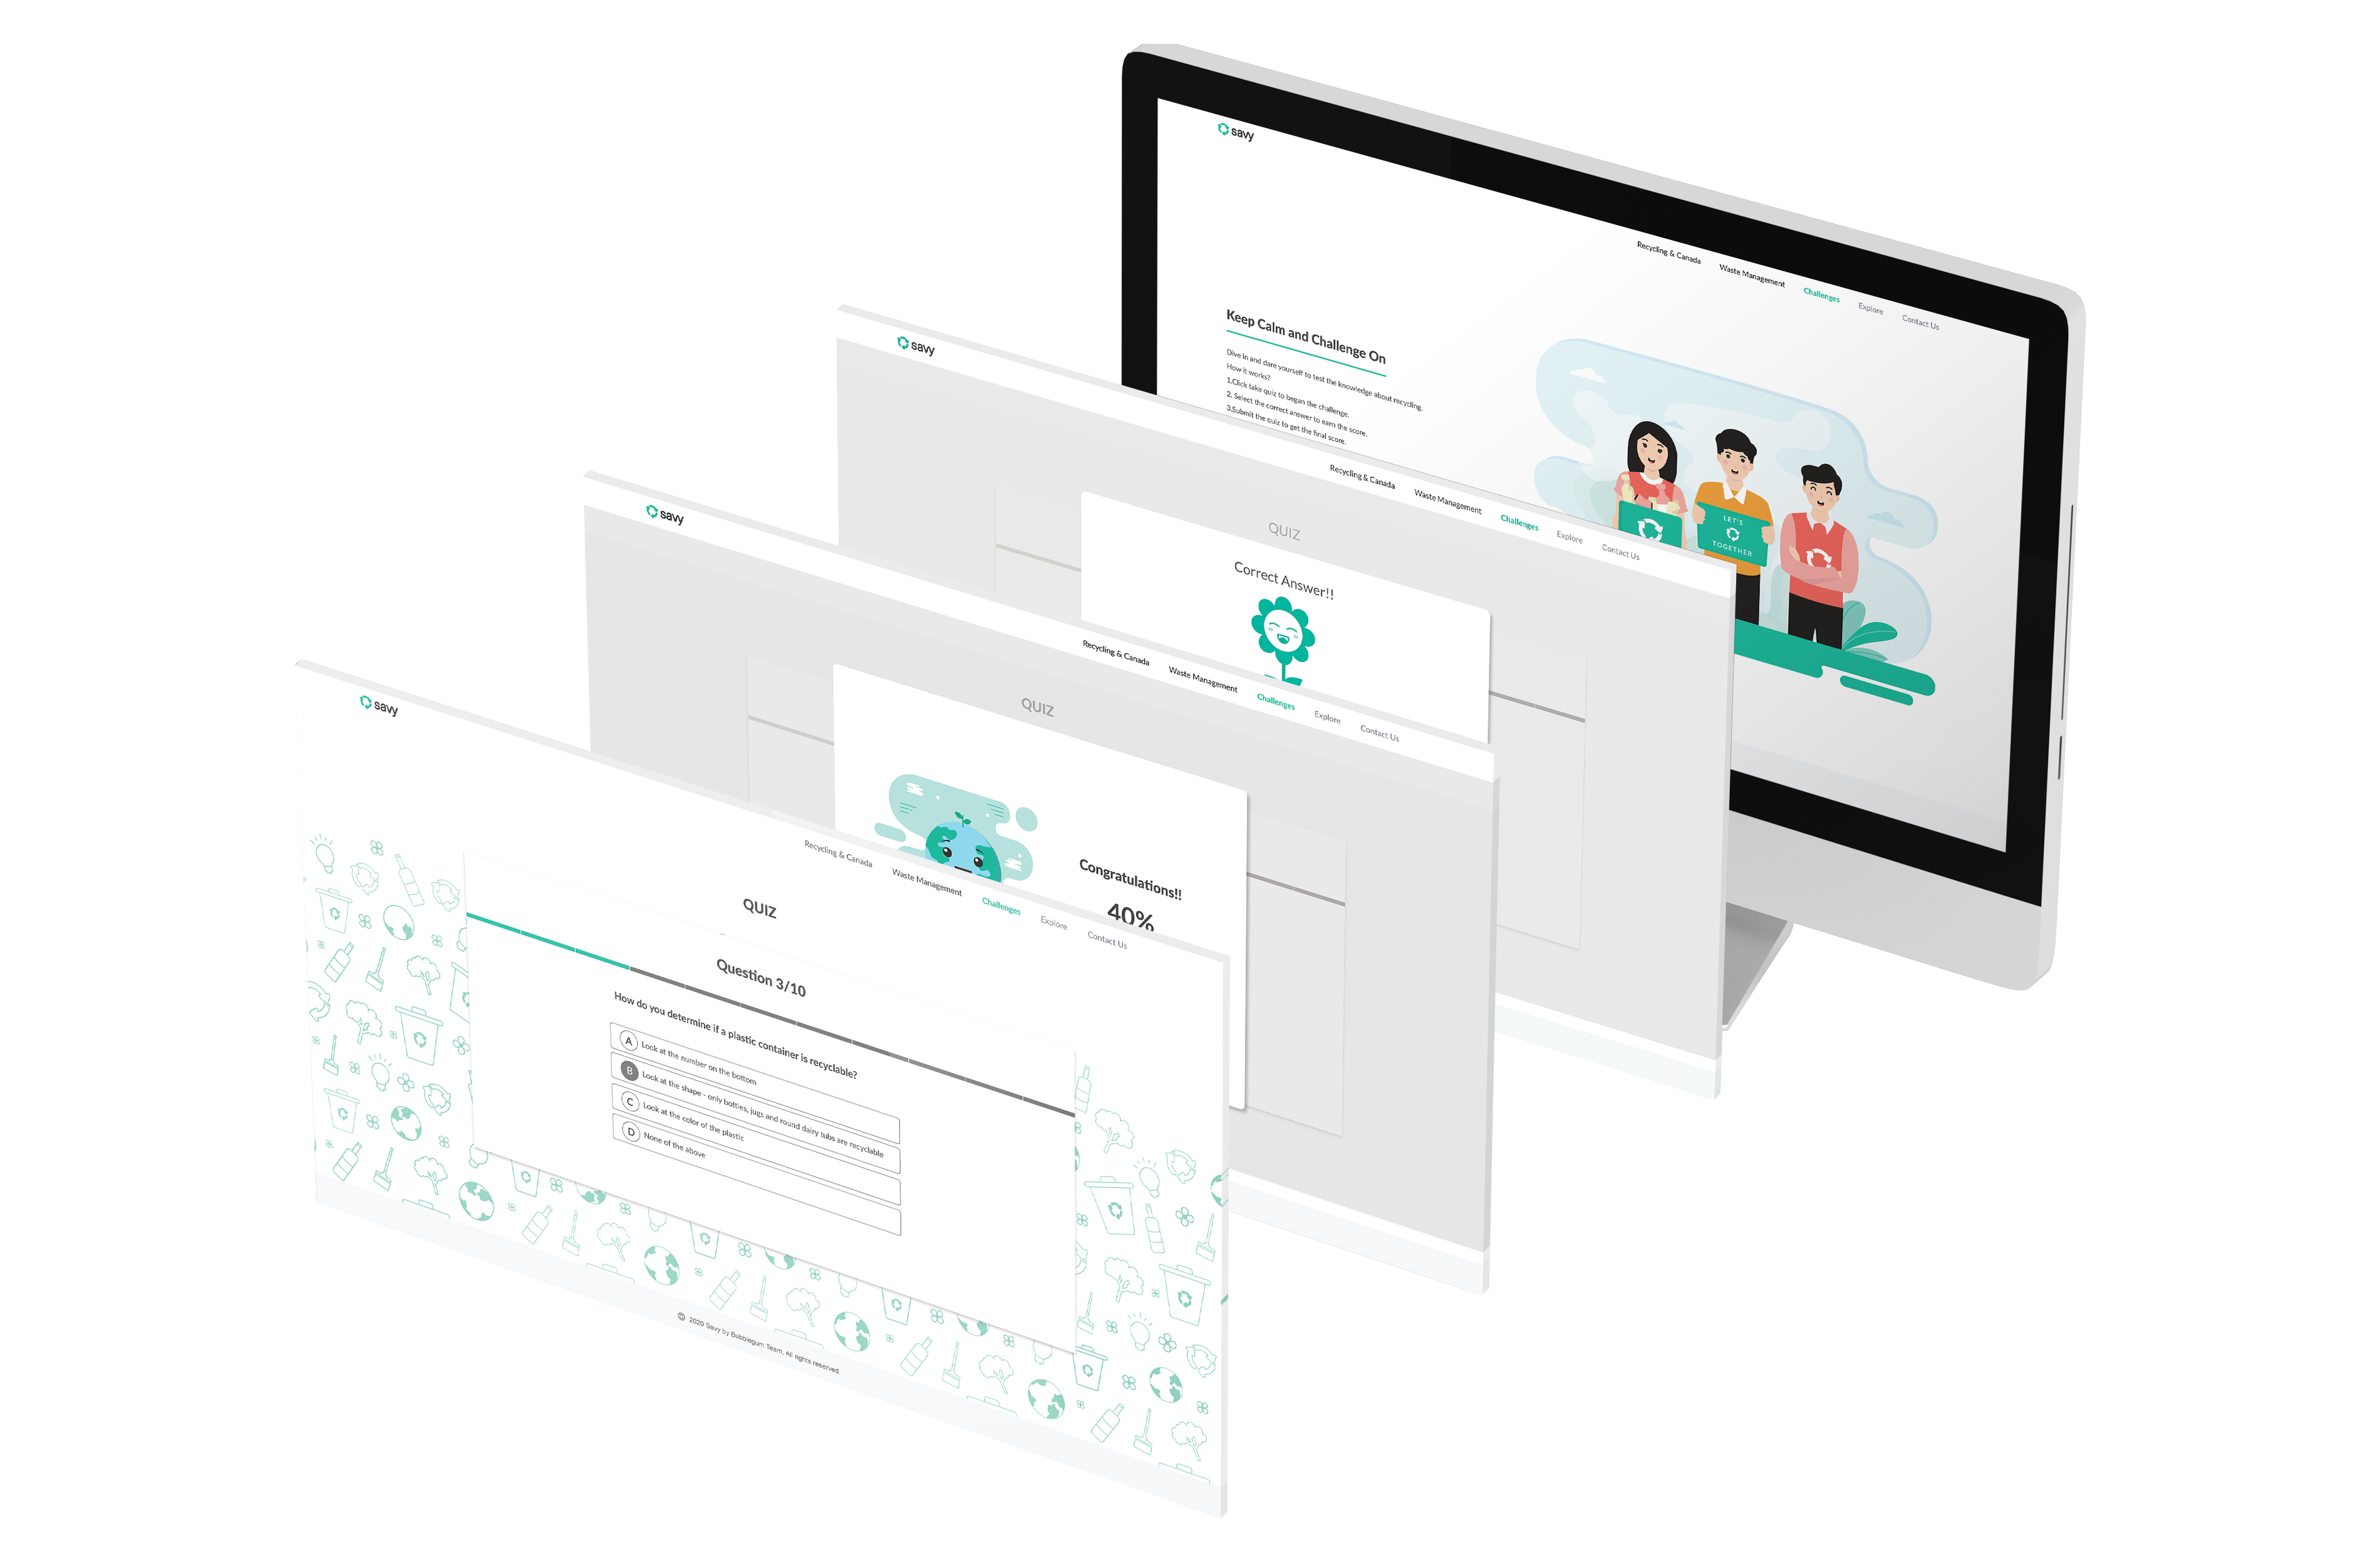 savy
Recycling & Canada
Waste Management
Challenges
Explore
Contact Us
Keep Calm and Challenge On
Dive in and dare yourself to test the knowledge about recycling.
How it works?
1.Click take quiz to began the challenge.
2. Select the correct answer to earn the score.
3.Submit the quiz to get the final score.
LET'S
TOGETHER
savy
Recycling & Canada
Waste Management
Challenges
Explore
Contact Us
QUIZ
Correct Answer!!
savy
Recycling & Canada
Waste Management
Challenges
Explore
Contact Us
QUIZ
Congratulations!!
40%
savy
Recycling & Canada
Waste Management
Challenges
Explore
Contact Us
QUIZ
Question 3/10
How do you determine if a plastic container is recyclable?
A Look at the number on the bottom
B Look at the shape - only bottles, jugs and round dairy tubs are recyclable
C Look at the color of the plastic
D None of the above
© 2020 Savy by Bubblegum Team. All rights reserved.